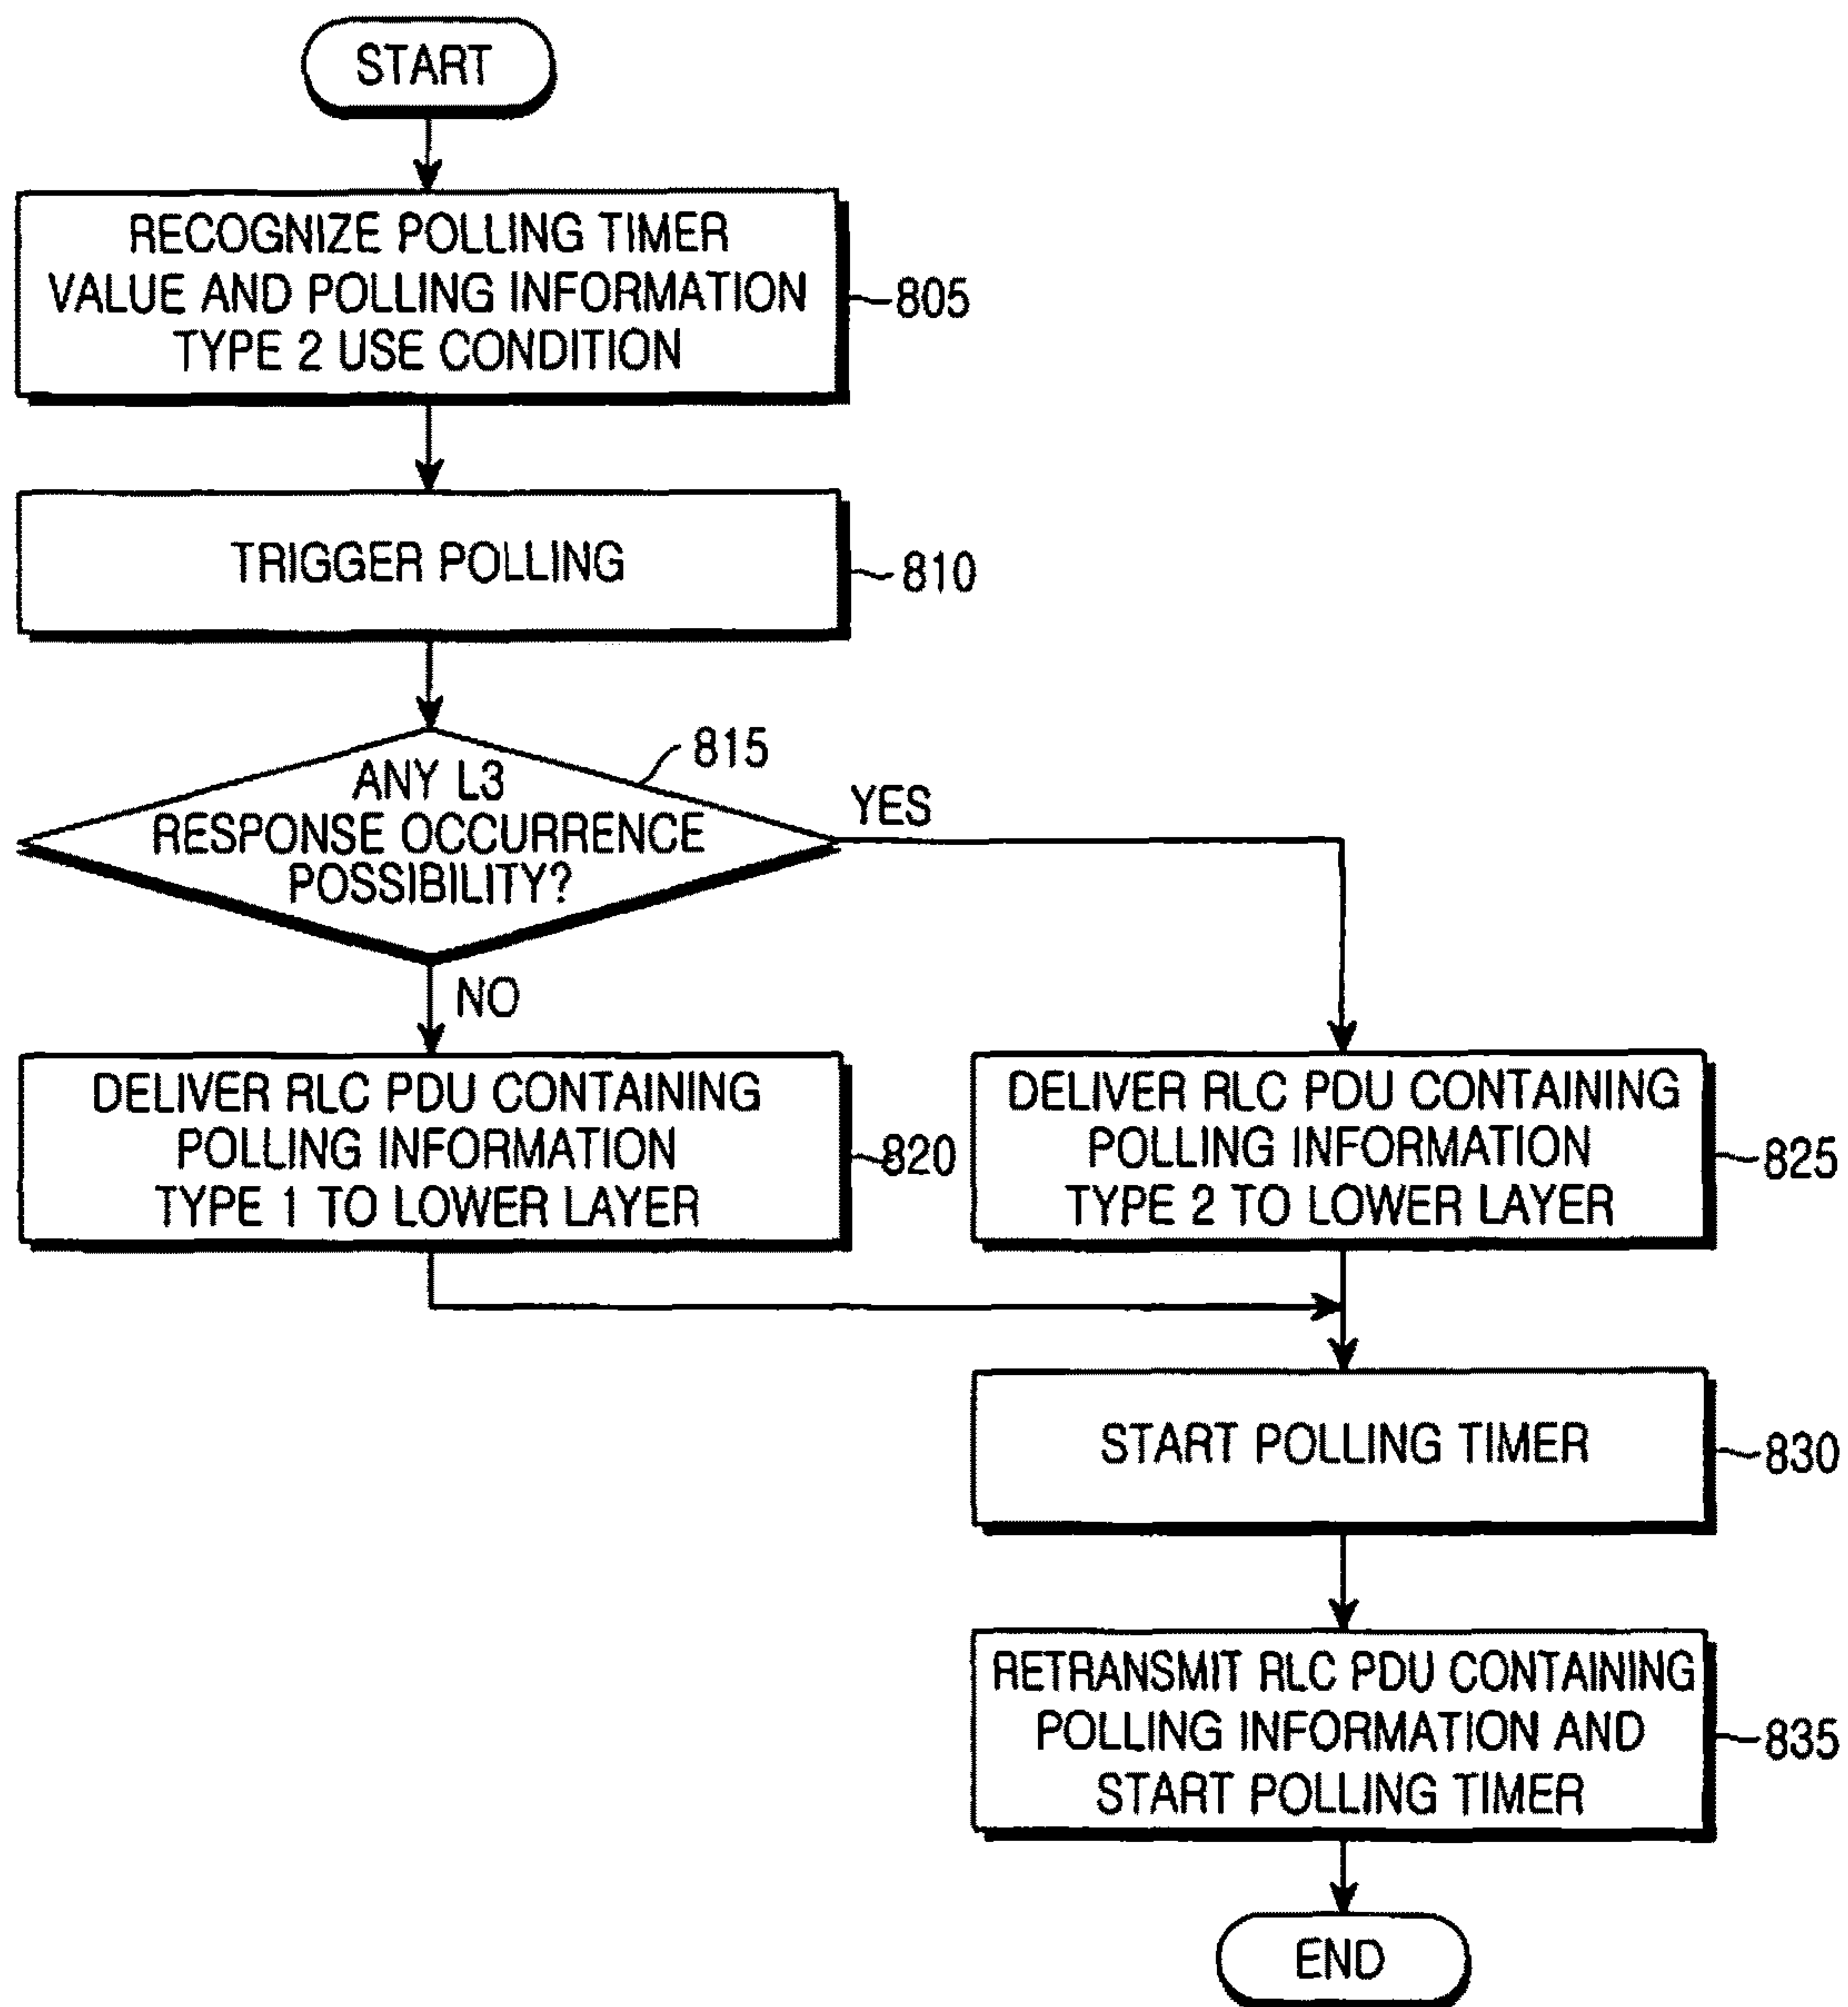 START
RECOGNIZE POLLING TIMER
VALUE AND POLLING INFORMATION
TYPE 2 USE CONDITION
805
TRIGGER POLLING
810
815
ANY L3
RESPONSE OCCURRENCE
POSSIBILITY?
YES
NO
DELIVER RLC PDU CONTAINING
POLLING INFORMATION
TYPE 1 TO LOWER LAYER
820
DELIVER RLC PDU CONTAINING
POLLING INFORMATION
TYPE 2 TO LOWER LAYER
825
START POLLING TIMER
830
RETRANSMIT RLC PDU CONTAINING
POLLING INFORMATION AND
START POLLING TIMER
835
END